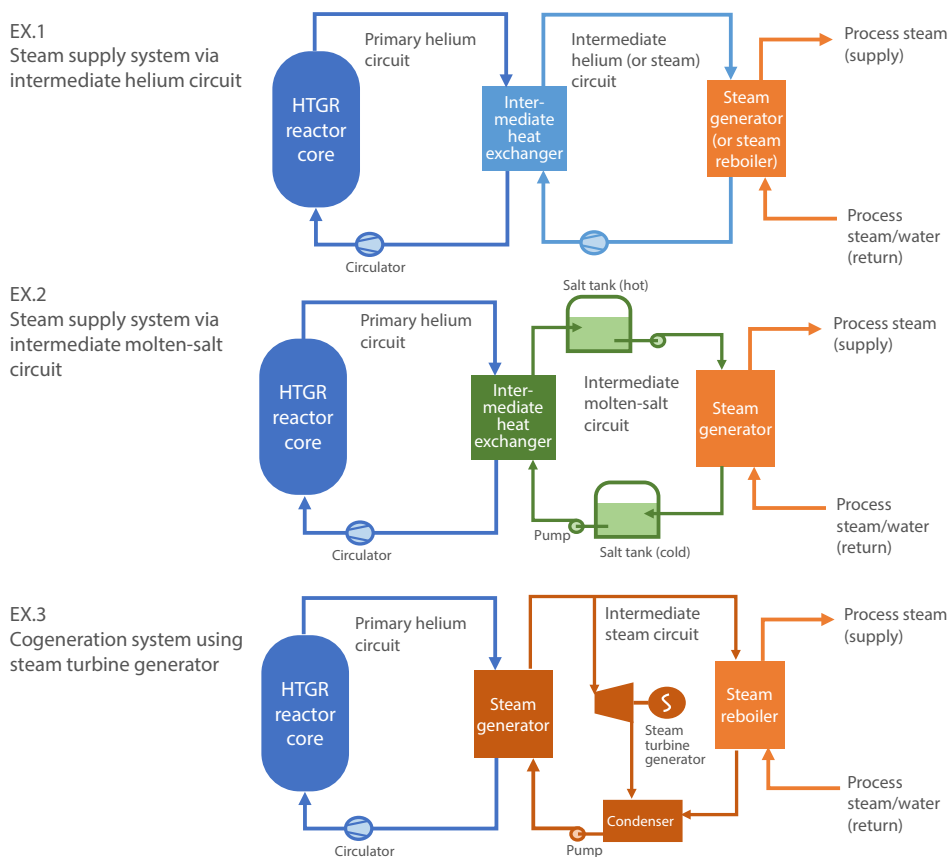 EX.1
Steam supply system via
intermediate helium circuit
HTGR
reactor
core
Primary helium
circuit
Circulator
Inter-
mediate
heat
exchanger
Intermediate
helium (or steam)
circuit
Steam
generator
(or steam
reboiler)
Process steam
(supply)
Process
steam/water
(return)
EX.2
Steam supply system via
intermediate molten-salt
circuit
HTGR
reactor
core
Primary helium
circuit
Circulator
Inter-
mediate
heat
exchanger
Salt tank (hot)
Intermediate
molten-salt
circuit
Pump
Salt tank (cold)
Steam
generator
Process steam
(supply)
Process
steam/water
(return)
EX.3
Cogeneration system using
steam turbine generator
HTGR
reactor
core
Primary helium
circuit
Circulator
Steam
generator
Intermediate
steam circuit
Steam
turbine
generator
Condenser
Pump
Steam
reboiler
Process steam
(supply)
Process
steam/water
(return)